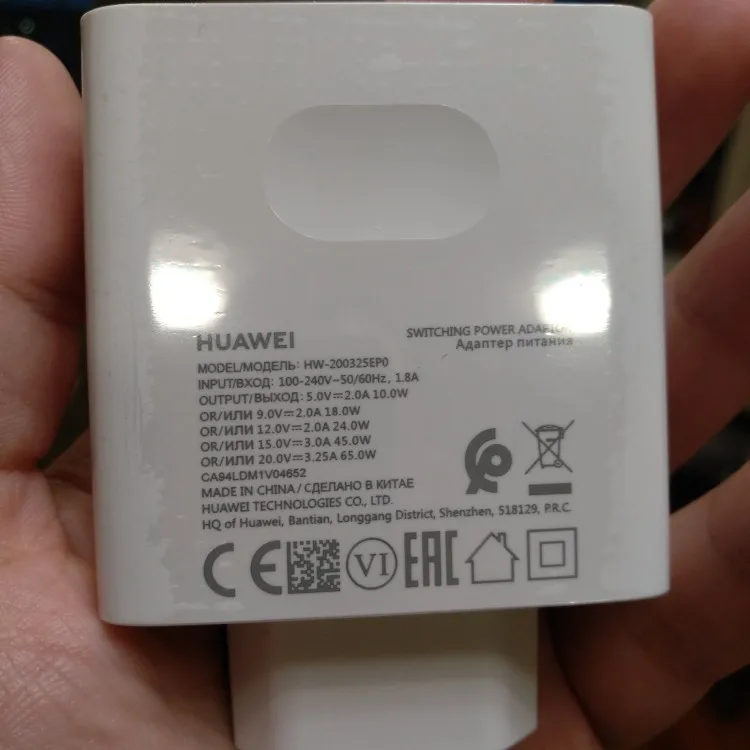 HUAWEI
SWITCHING POWER ADAPTOR
Адаптер питания
MODEL/МОДЕЛЬ: HW-200325EP0
INPUT/ВХОД: 100-240V~50/60Hz, 1.8A
OUTPUT/ВЫХОД: 5.0V⎓2.0A 10.0W
OR/ИЛИ 9.0V⎓2.0A 18.0W
OR/ИЛИ 12.0V⎓2.0A 24.0W
OR/ИЛИ 15.0V⎓3.0A 45.0W
OR/ИЛИ 20.0V⎓3.25A 65.0W
CA94LDM1V04652
MADE IN CHINA / СДЕЛАНО В КИТАЕ
HUAWEI TECHNOLOGIES CO., LTD.
HQ of Huawei, Bantian, Longgang District, Shenzhen, 518129, P.R.C.
CE VI EAC